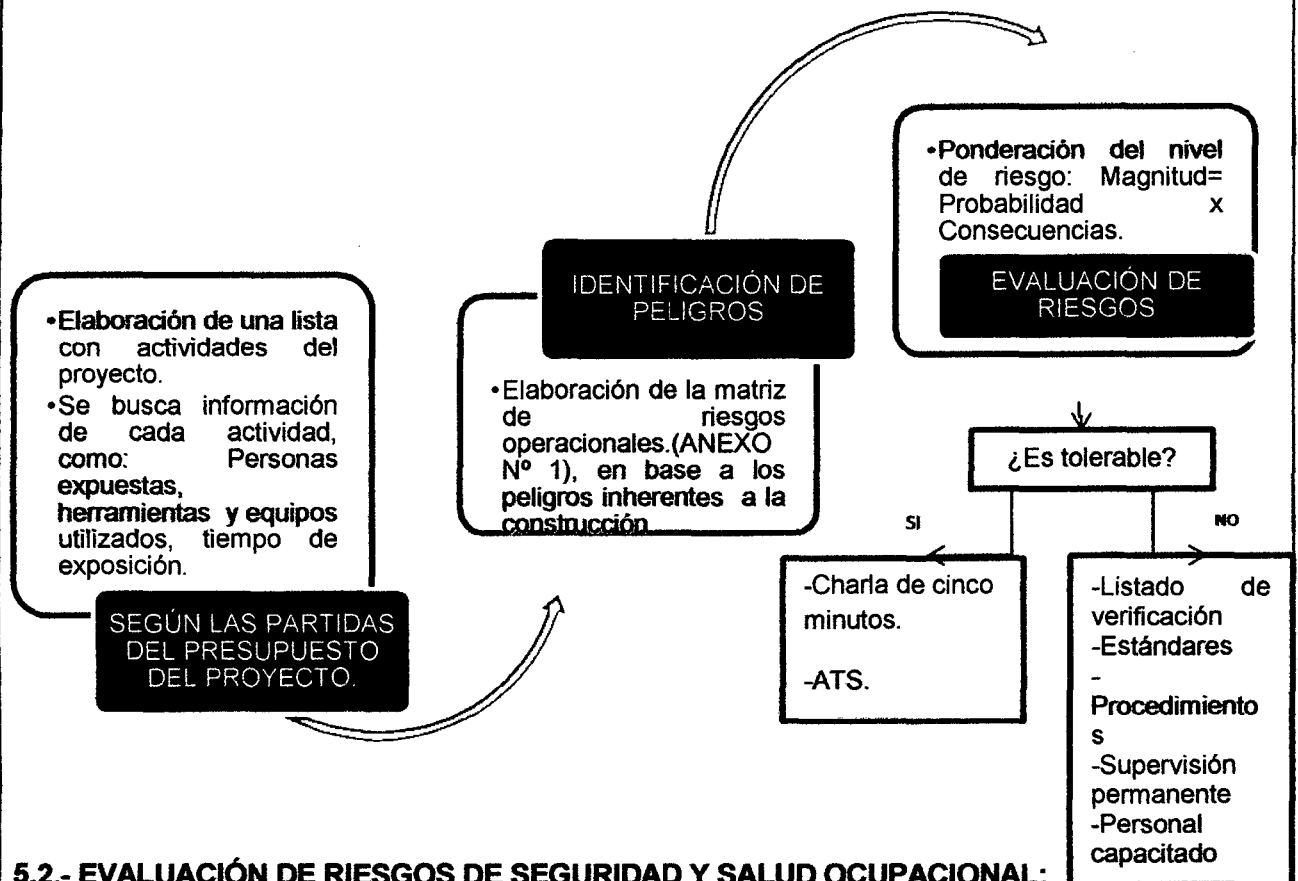 •Elaboración de una lista
con actividades del
proyecto.
•Se busca información
de cada actividad,
como: Personas
expuestas,
herramientas y equipos
utilizados, tiempo de
exposición.
SEGÚN LAS PARTIDAS
DEL PRESUPUESTO
DEL PROYECTO.
IDENTIFICACIÓN DE
PELIGROS
•Elaboración de la matriz
de riesgos
operacionales.(ANEXO
Nº 1), en base a los
peligros inherentes a la
construcción
•Ponderación del nivel
de riesgo: Magnitud=
Probabilidad x
Consecuencias.
EVALUACIÓN DE
RIESGOS
¿Es tolerable?
SI
NO
-Charla de cinco
minutos.
-ATS.
-Listado de
verificación
-Estándares
-
Procedimiento
s
-Supervisión
permanente
-Personal
capacitado
5.2.- EVALUACIÓN DE RIESGOS DE SEGURIDAD Y SALUD OCUPACIONAL: